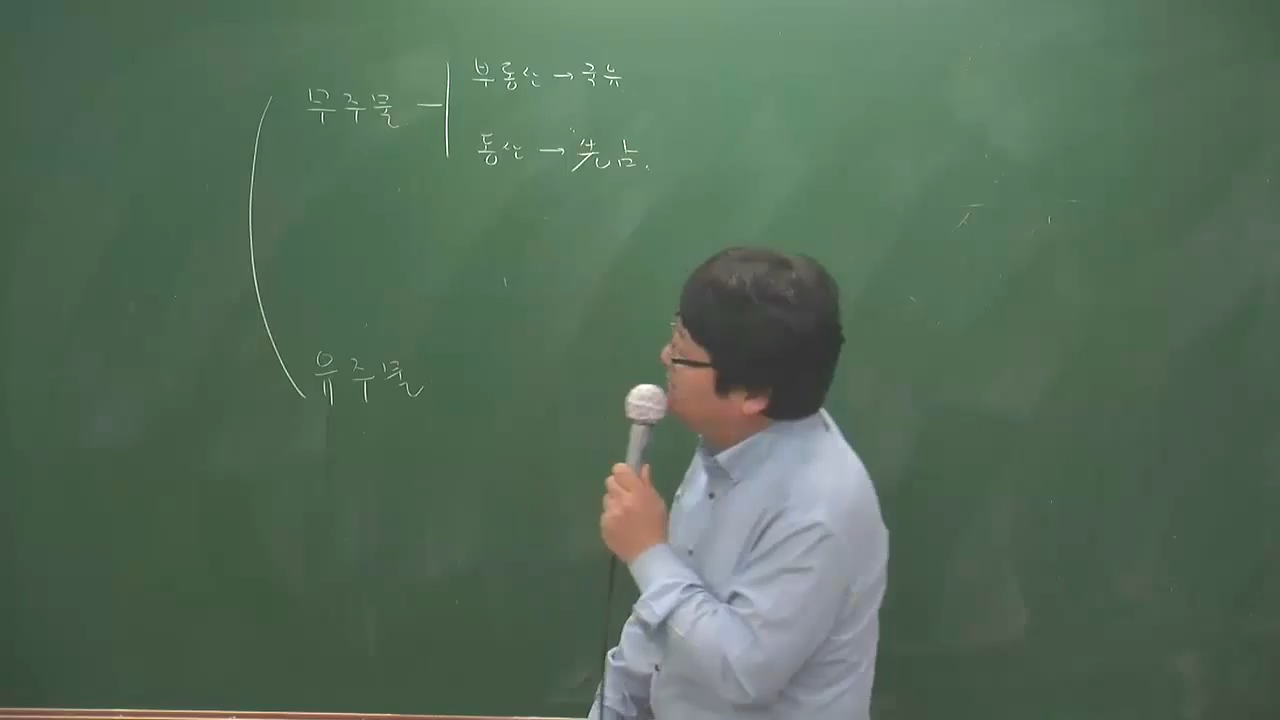 무주물
부동산 → 국유
동산 → 先占.
유주물